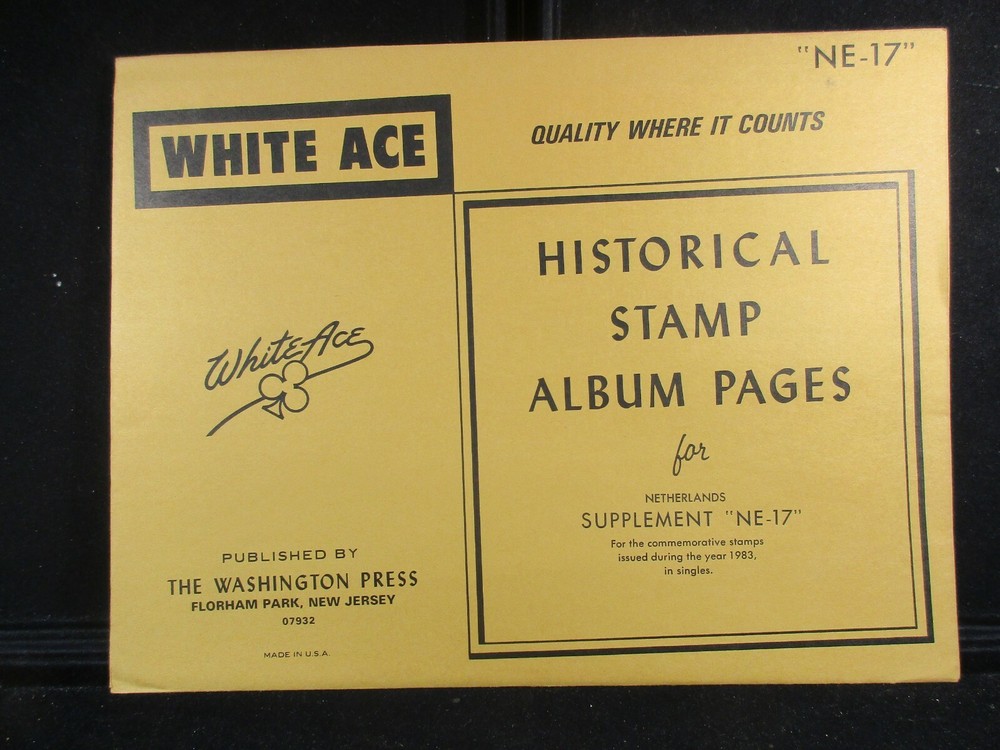 "NE-17"
WHITE ACE
QUALITY WHERE IT COUNTS
White Ace
PUBLISHED BY
THE WASHINGTON PRESS
FLORHAM PARK, NEW JERSEY
07932
MADE IN U.S.A.
HISTORICAL
STAMP
ALBUM PAGES
for
NETHERLANDS
SUPPLEMENT "NE-17"
For the commemorative stamps
issued during the year 1983,
in singles.